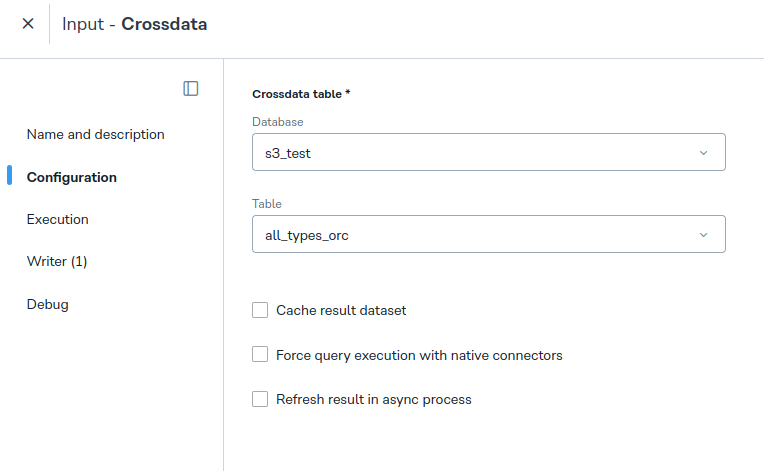 Input - Crossdata
Name and description
Configuration
Execution
Writer (1)
Debug
Crossdata table *
Database
s3_test
Table
all_types_orc
Cache result dataset
Force query execution with native connectors
Refresh result in async process